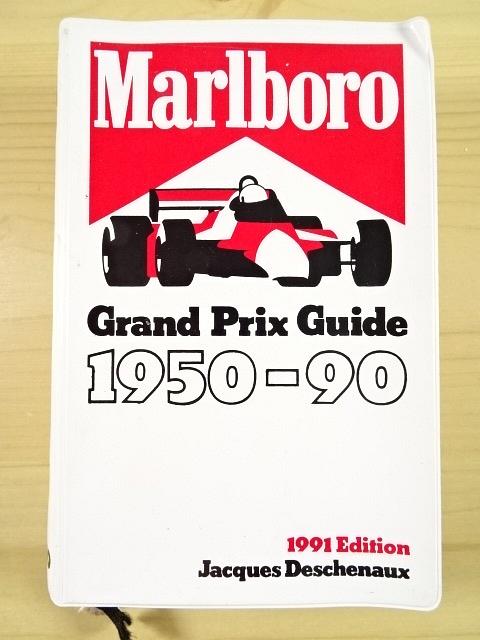 Marlboro
Grand Prix Guide
1950-90
1991 Edition
Jacques Deschenaux